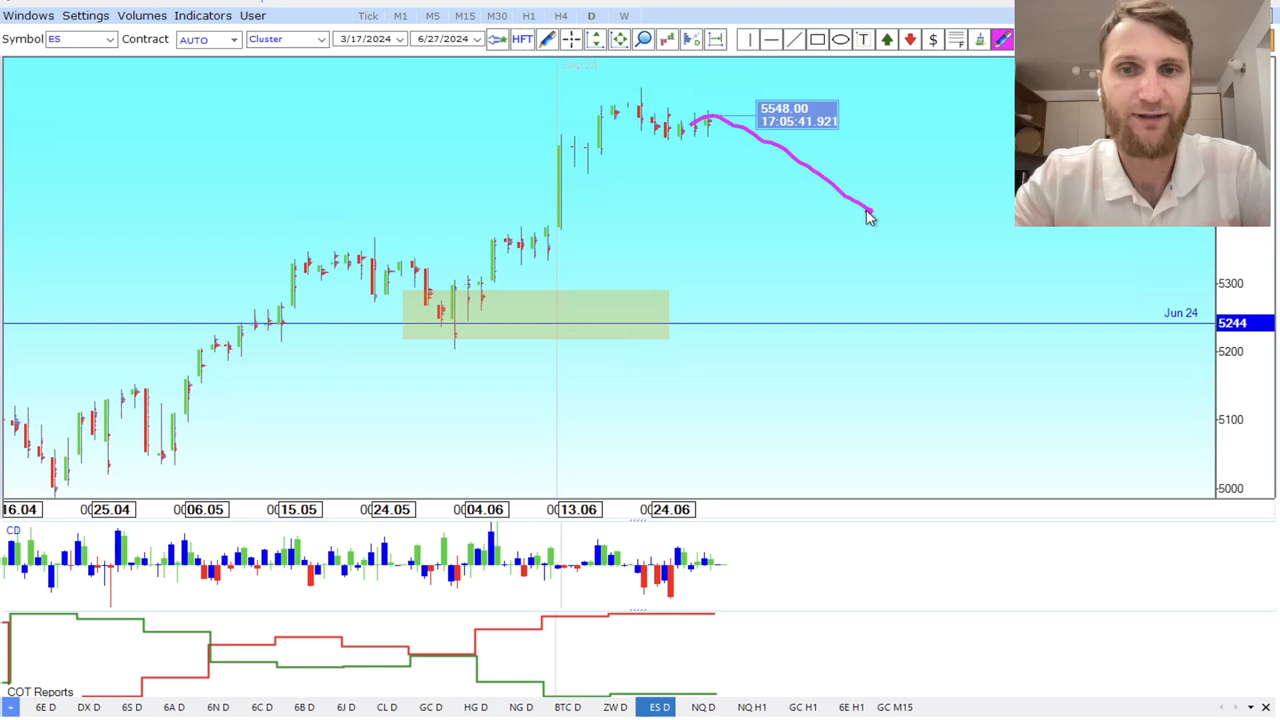 Windows Settings Volumes Indicators User Tick M1 M5 M15 M30 H1 H4 D W
Symbol ES Contract AUTO Cluster 3/17/2024 6/27/2024 HFT T $
5548.00
17:05:41.921
5300
Jun 24
5244
5200
5100
5000
16.04 25.04 06.05 15.05 24.05 04.06 13.06 24.06
CD
COT Reports
6E D DX D 6S D 6A D 6N D 6C D 6B D 6J D CL D GC D HG D NG D BTC D ZW D ES D NQ D NQ H1 GC H1 6E H1 GC M15